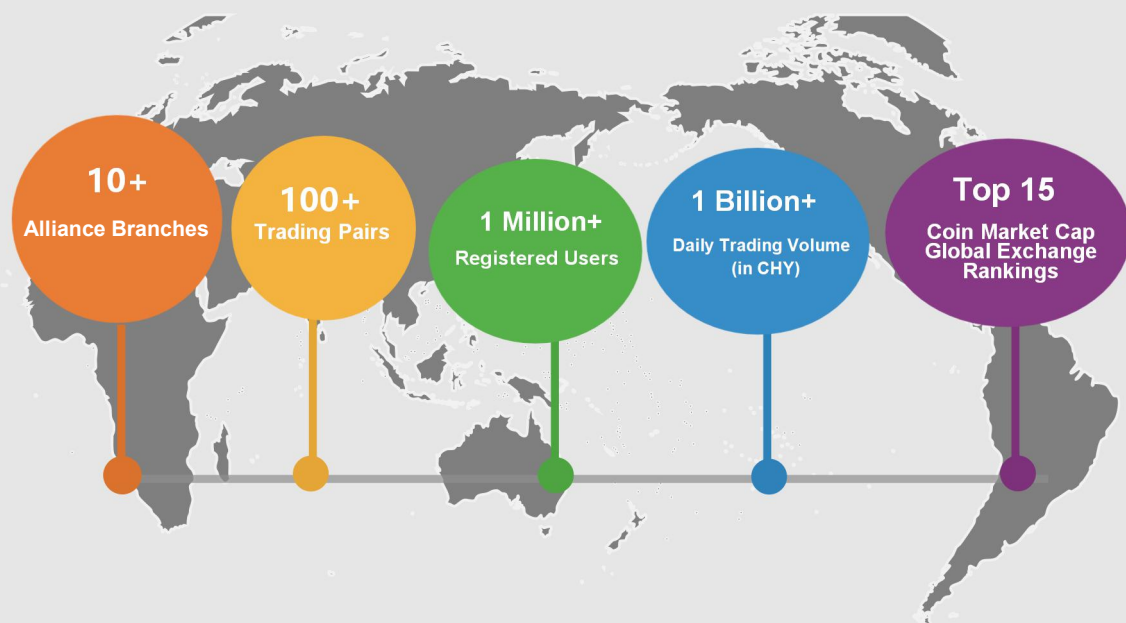 10+
Alliance Branches
100+
Trading Pairs
1 Million+
Registered Users
1 Billion+
Daily Trading Volume
(in CHY)
Top 15
Coin Market Cap
Global Exchange
Rankings